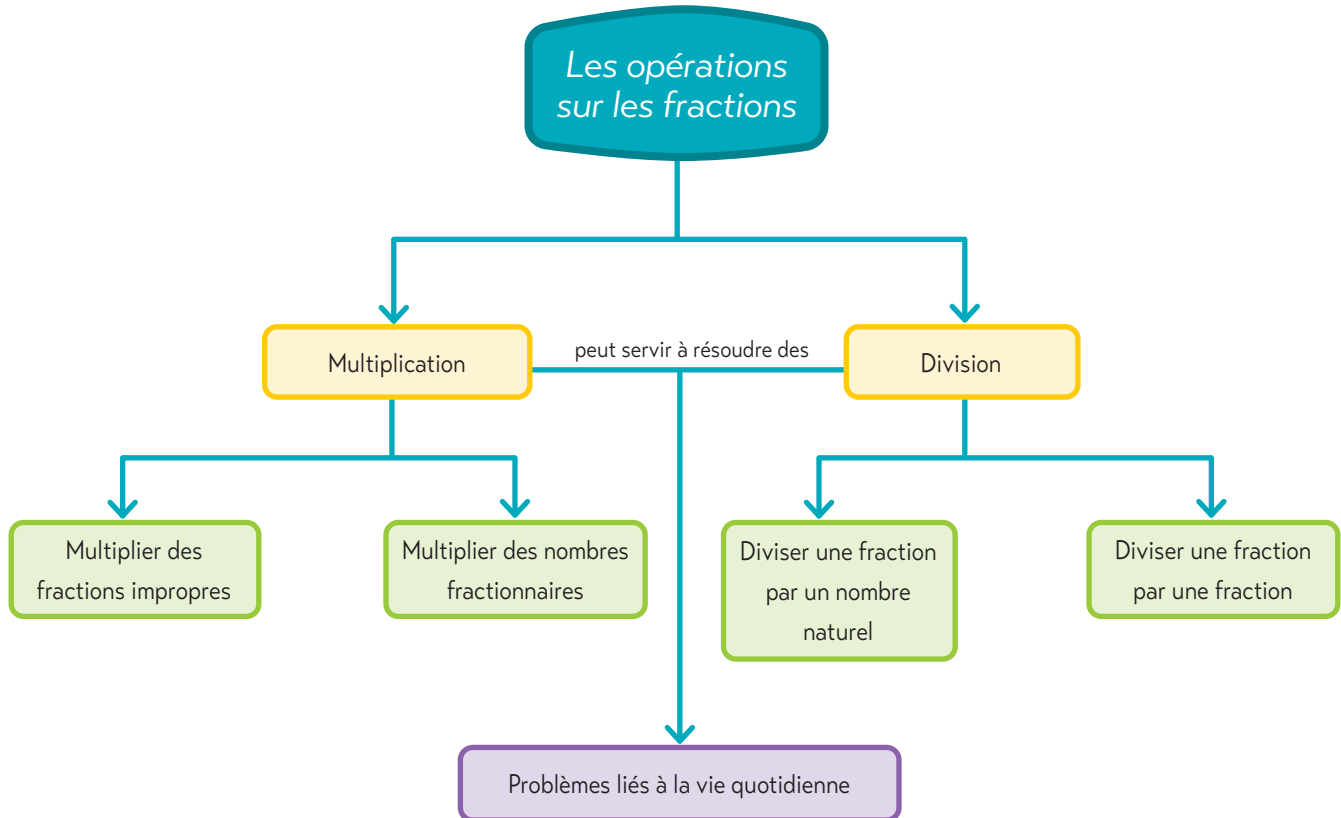 Les opérations
sur les fractions
Multiplication
peut servir à résoudre des
Division
Multiplier des
fractions impropres
Multiplier des nombres
fractionnaires
Diviser une fraction
par un nombre
naturel
Diviser une fraction
par une fraction
Problèmes liés à la vie quotidienne